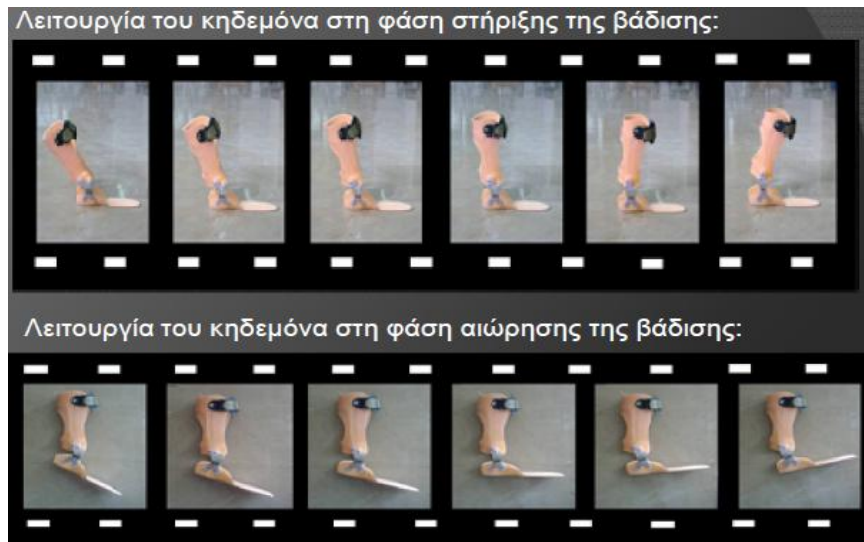 Λειτουργία του κηδεμόνα στη φάση στήριξης της βάδισης:
Λειτουργία του κηδεμόνα στη φάση αιώρησης της βάδισης: